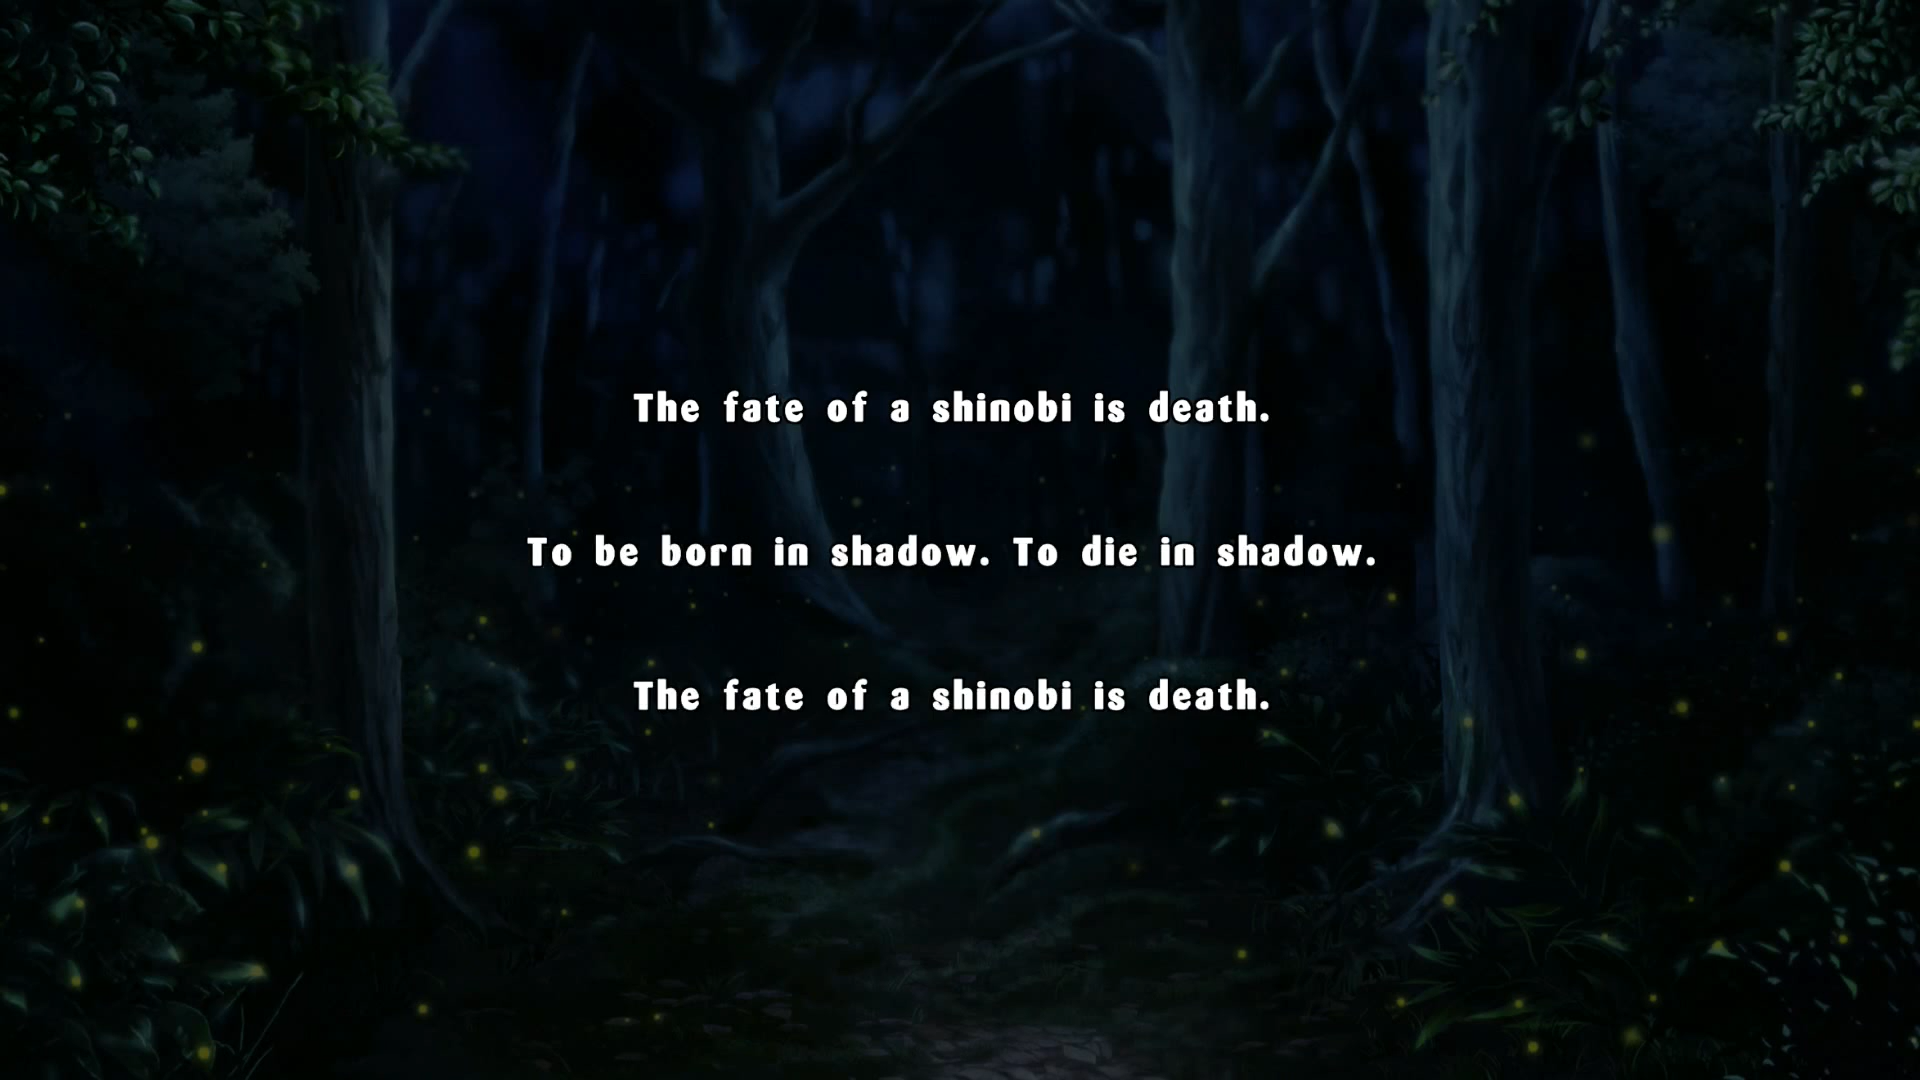 The fate of a shinobi is death.
To be born in shadow. To die in shadow.
The fate of a shinobi is death.